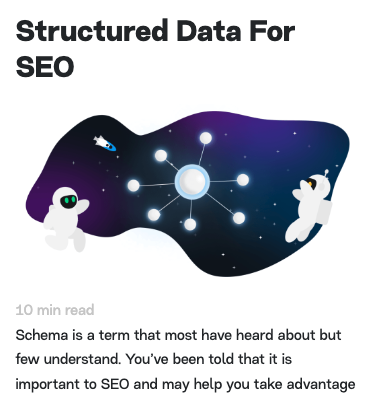 Structured Data For
SEO
10 min read
Schema is a term that most have heard about but
few understand. You’ve been told that it is
important to SEO and may help you take advantage